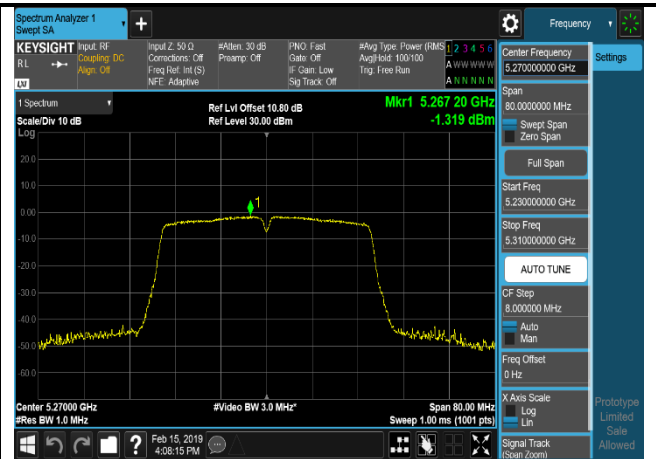 Spectrum Analyzer 1
Swept SA
Frequency
KEYSIGHT
RL
LXI
Input: RF
Coupling: DC
Align: Off
Input Z: 50 Ω
Corrections: Off
Freq Ref: Int (S)
NFE: Adaptive
#Atten: 30 dB
Preamp: Off
PNO: Fast
Gate: Off
IF Gain: Low
Sig Track: Off
#Avg Type: Power (RMS
Avg|Hold: 100/100
Trig: Free Run
1 2 3 4 5 6
A W W W W W
A N N N N N
1 Spectrum
Scale/Div 10 dB
Log
Ref Lvl Offset 10.80 dB
Ref Level 30.00 dBm
Mkr1 5.267 20 GHz
-1.319 dBm
20.0
10.0
0.00
-10.0
-20.0
-30.0
-40.0
-50.0
-60.0
1
Center 5.27000 GHz
#Res BW 1.0 MHz
#Video BW 3.0 MHz*
Span 80.00 MHz
Sweep 1.00 ms (1001 pts)
Feb 15, 2019
4:08:15 PM
?
Center Frequency
5.27000000 GHz
Span
80.0000000 MHz
Swept Span
Zero Span
Full Span
Start Freq
5.230000000 GHz
Stop Freq
5.310000000 GHz
AUTO TUNE
CF Step
8.000000 MHz
Auto
Man
Freq Offset
0 Hz
X Axis Scale
Log
Lin
Signal Track
(Span Zoom)
Settings
Prototype
Limited
Sale
Allowed